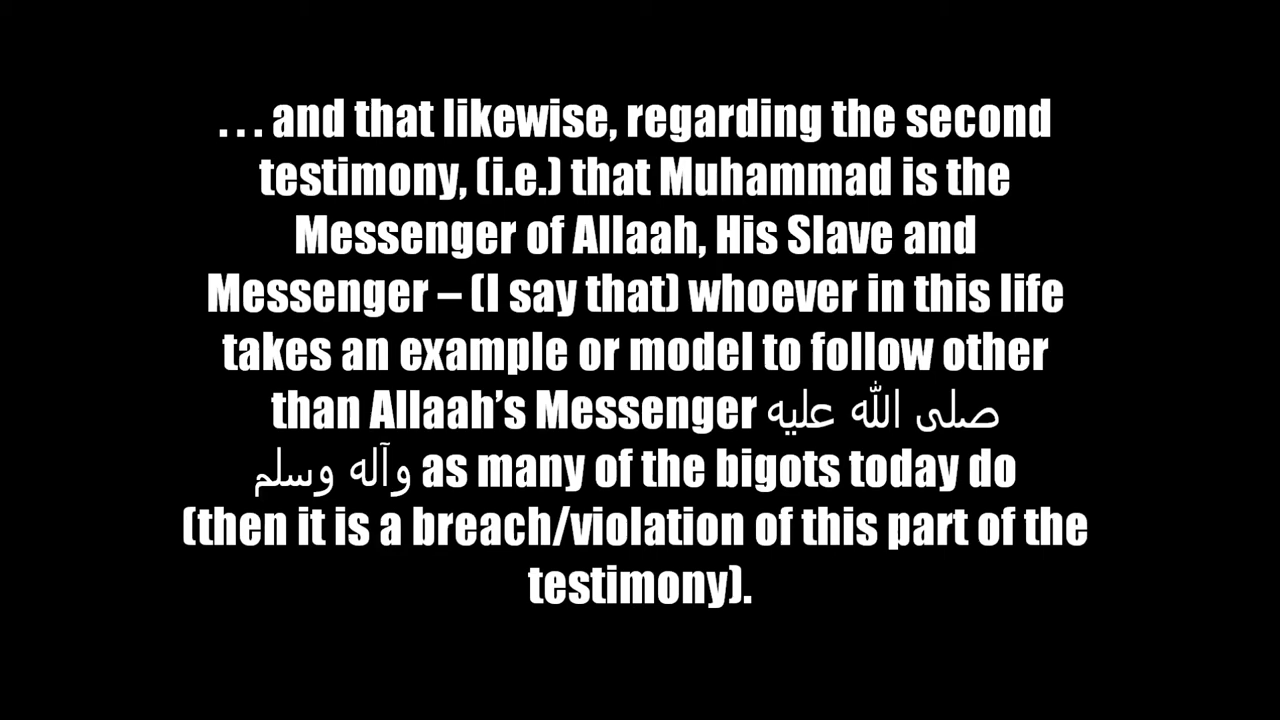 . . . and that likewise, regarding the second
testimony, (i.e.) that Muhammad is the
Messenger of Allaah, His Slave and
Messenger – (I say that) whoever in this life
takes an example or model to follow other
than Allaah’s Messenger صلى الله عليه
وآله وسلم as many of the bigots today do
(then it is a breach/violation of this part of the
testimony).